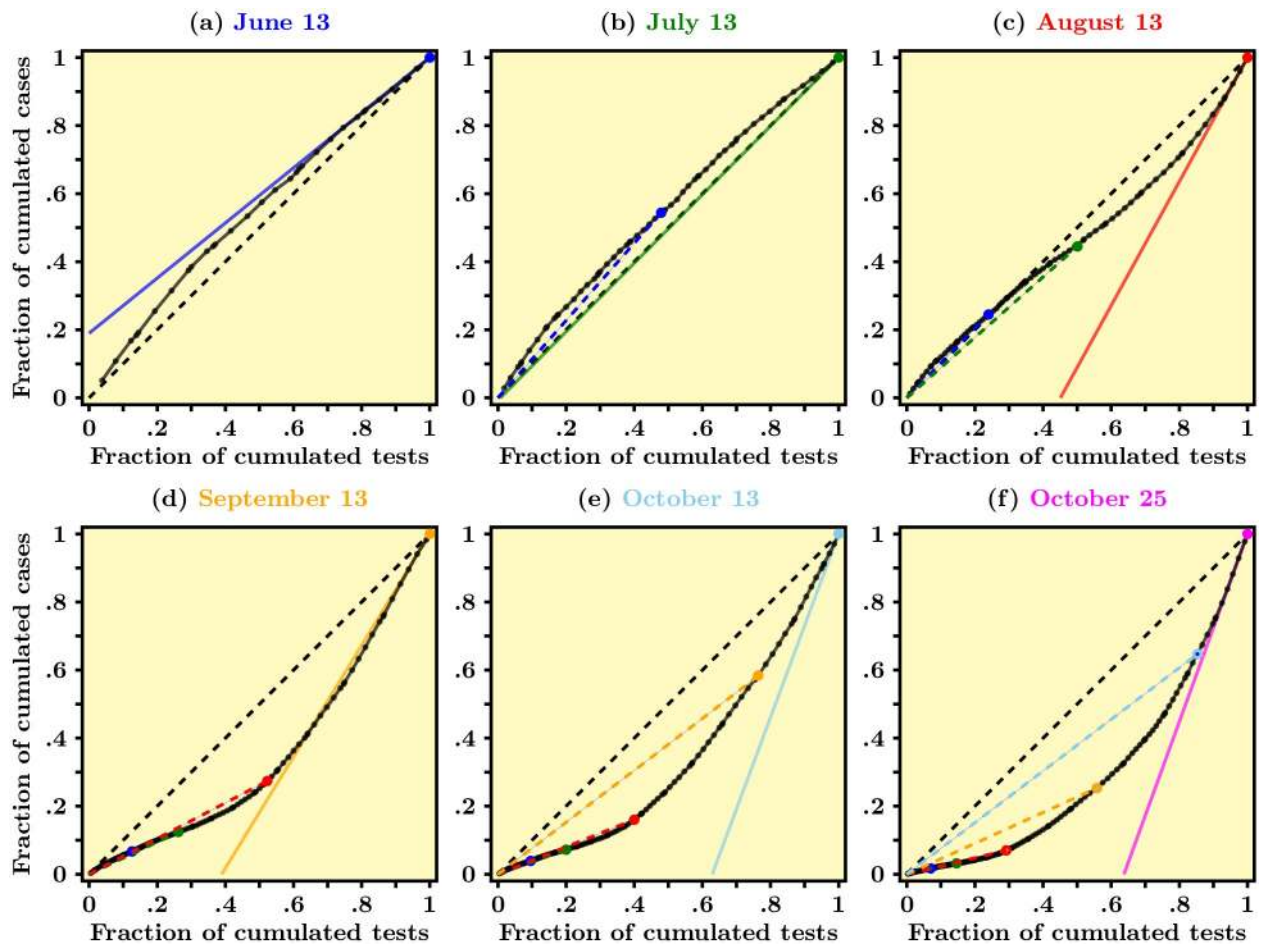 (a) June 13
(b) July 13
(c) August 13
Fraction of cumulated cases
1
.8
.6
.4
.2
0
0 .2 .4 .6 .8 1
Fraction of cumulated tests
1
.8
.6
.4
.2
0
0 .2 .4 .6 .8 1
Fraction of cumulated tests
1
.8
.6
.4
.2
0
0 .2 .4 .6 .8 1
Fraction of cumulated tests
(d) September 13
(e) October 13
(f) October 25
Fraction of cumulated cases
1
.8
.6
.4
.2
0
0 .2 .4 .6 .8 1
Fraction of cumulated tests
1
.8
.6
.4
.2
0
0 .2 .4 .6 .8 1
Fraction of cumulated tests
1
.8
.6
.4
.2
0
0 .2 .4 .6 .8 1
Fraction of cumulated tests